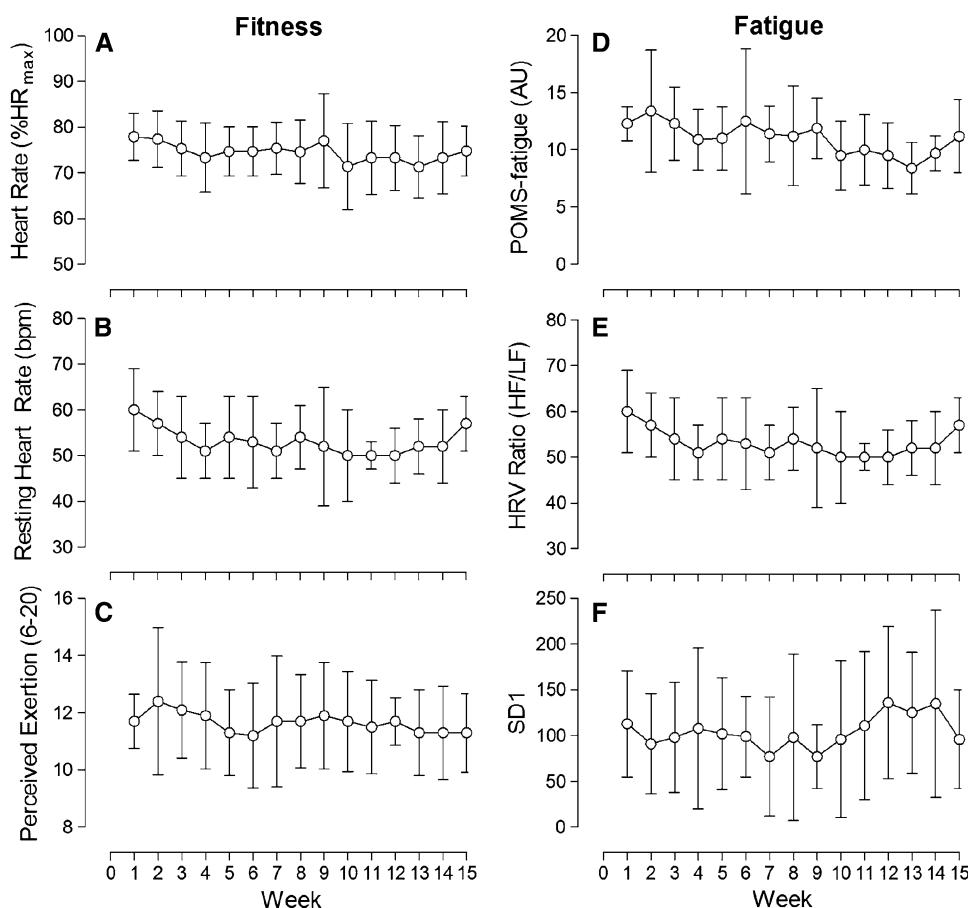 Fitness
A
Heart Rate (%HRmax)
100
90
80
70
60
50
B
Resting Heart Rate (bpm)
80
70
60
50
40
30
C
Perceived Exertion (6-20)
16
14
12
10
8
0 1 2 3 4 5 6 7 8 9 10 11 12 13 14 15
Week
Fatigue
D
POMS-fatigue (AU)
20
15
10
5
0
E
HRV Ratio (HF/LF)
80
70
60
50
40
30
F
SD1
250
200
150
100
50
0
0 1 2 3 4 5 6 7 8 9 10 11 12 13 14 15
Week